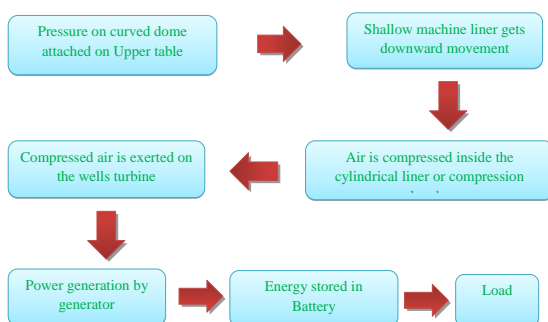 Pressure on curved dome
attached on Upper table
Shallow machine liner gets
downward movement
Air is compressed inside the
cylindrical liner or compression
Compressed air is exerted on
the wells turbine
Power generation by
generator
Energy stored in
Battery
Load